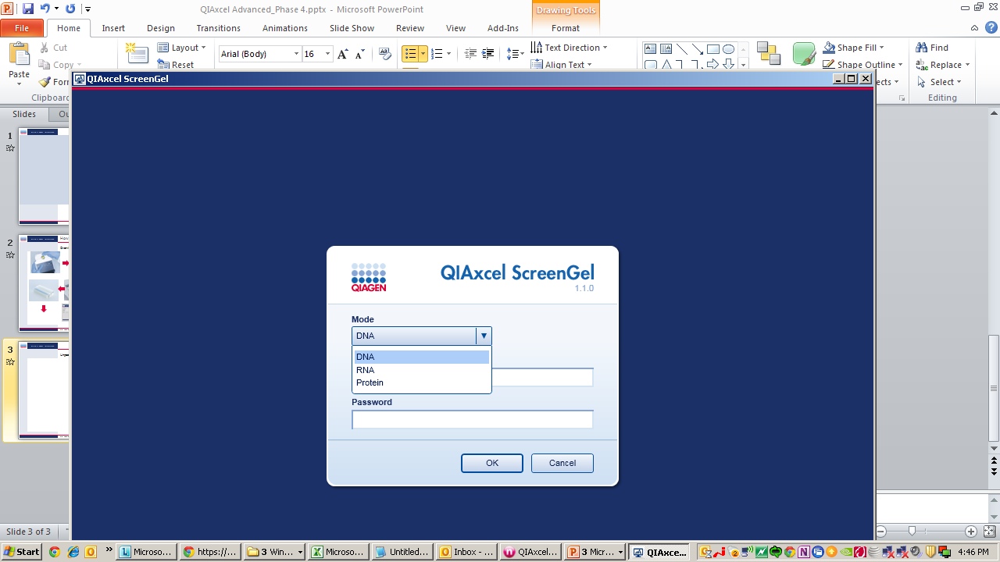 QIAxcel Advanced_Phase 4.pptx - Microsoft PowerPoint
Drawing Tools
File
Home
Insert
Design
Transitions
Animations
Slide Show
Review
View
Add-Ins
Format
Paste
Cut
Copy
Clipboard
Layout
Reset
Arial (Body)
16
Text Direction
Align Text
Shape Fill
Shape Outline
Find
Replace
Select
Editing
Slides
1
2
3
QIAxcel ScreenGel
QIAGEN
QIAxcel ScreenGel
1.1.0
Mode
DNA
DNA
RNA
Protein
Password
OK
Cancel
Slide 3 of 3
Start
Microso...
https:/...
3 Win...
Microso...
Untitled...
Inbox - ...
QIAxcel...
3 Micr...
QIAxce...
4:46 PM